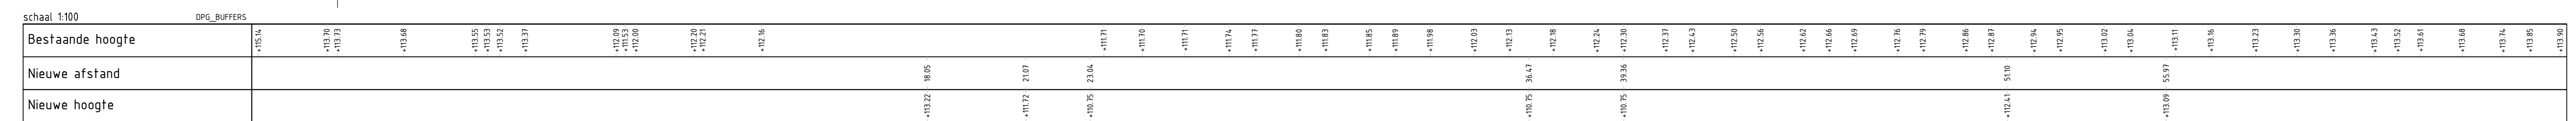 schaal 1:100 DPG_BUFFERS
Bestaande hoogte +115.14 +113.70 +113.73 +113.68 +113.55 +113.53 +113.52 +113.37 +112.09 +111.53 +112.00 +112.20 +112.21 +112.16 +111.71 +111.70 +111.71 +111.74 +111.77 +111.80 +111.83 +111.85 +111.89 +111.98 +112.03 +112.13 +112.18 +112.24 +112.30 +112.37 +112.43 +112.50 +112.56 +112.62 +112.66 +112.69 +112.76 +112.79 +112.86 +112.87 +112.94 +112.95 +113.02 +113.04 +113.11 +113.16 +113.23 +113.30 +113.36 +113.43 +113.52 +113.61 +113.68 +113.74 +113.85 +113.90
Nieuwe afstand 18.05 21.07 23.04 36.47 39.36 51.10 55.97
Nieuwe hoogte +113.22 +111.72 +110.75 +110.75 +110.75 +112.41 +113.09